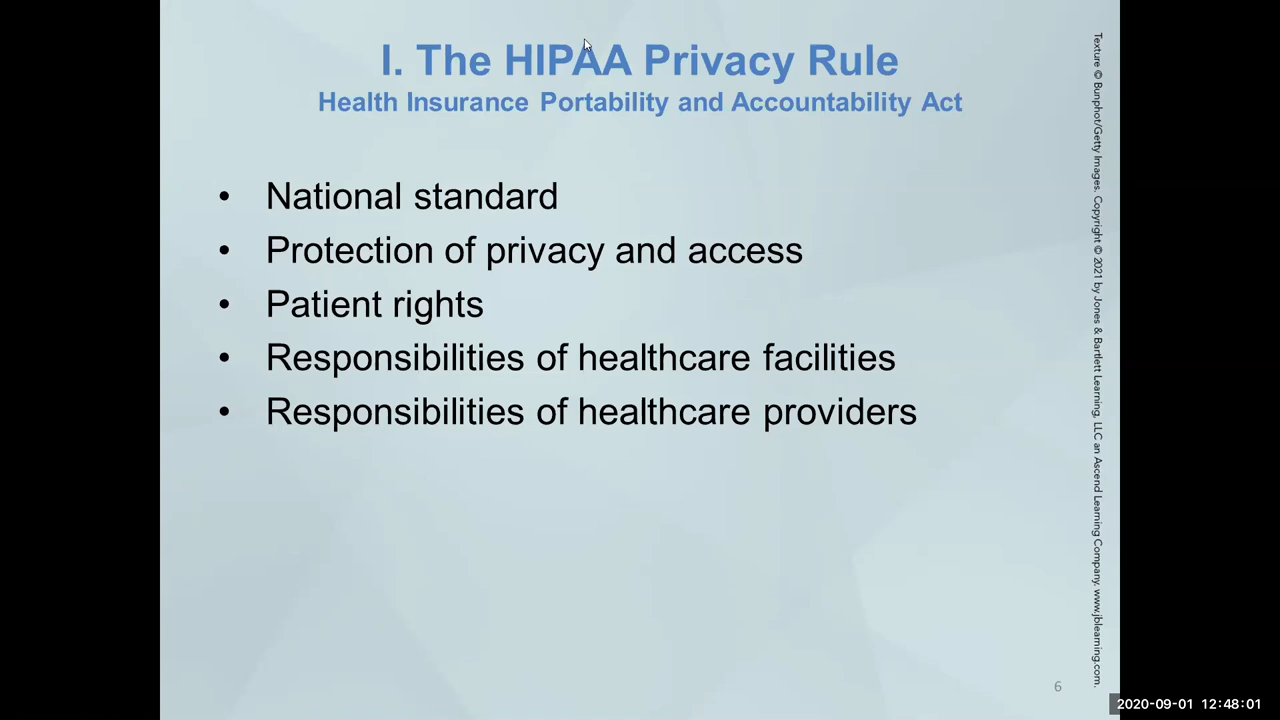 I. The HIPAA Privacy Rule
Health Insurance Portability and Accountability Act
• National standard
• Protection of privacy and access
• Patient rights
• Responsibilities of healthcare facilities
• Responsibilities of healthcare providers
Texture © Bunphot/Getty Images. Copyright © 2021 by Jones & Bartlett Learning, LLC an Ascend Learning Company. www.jblearning.com.
6
2020-09-01 12:48:01